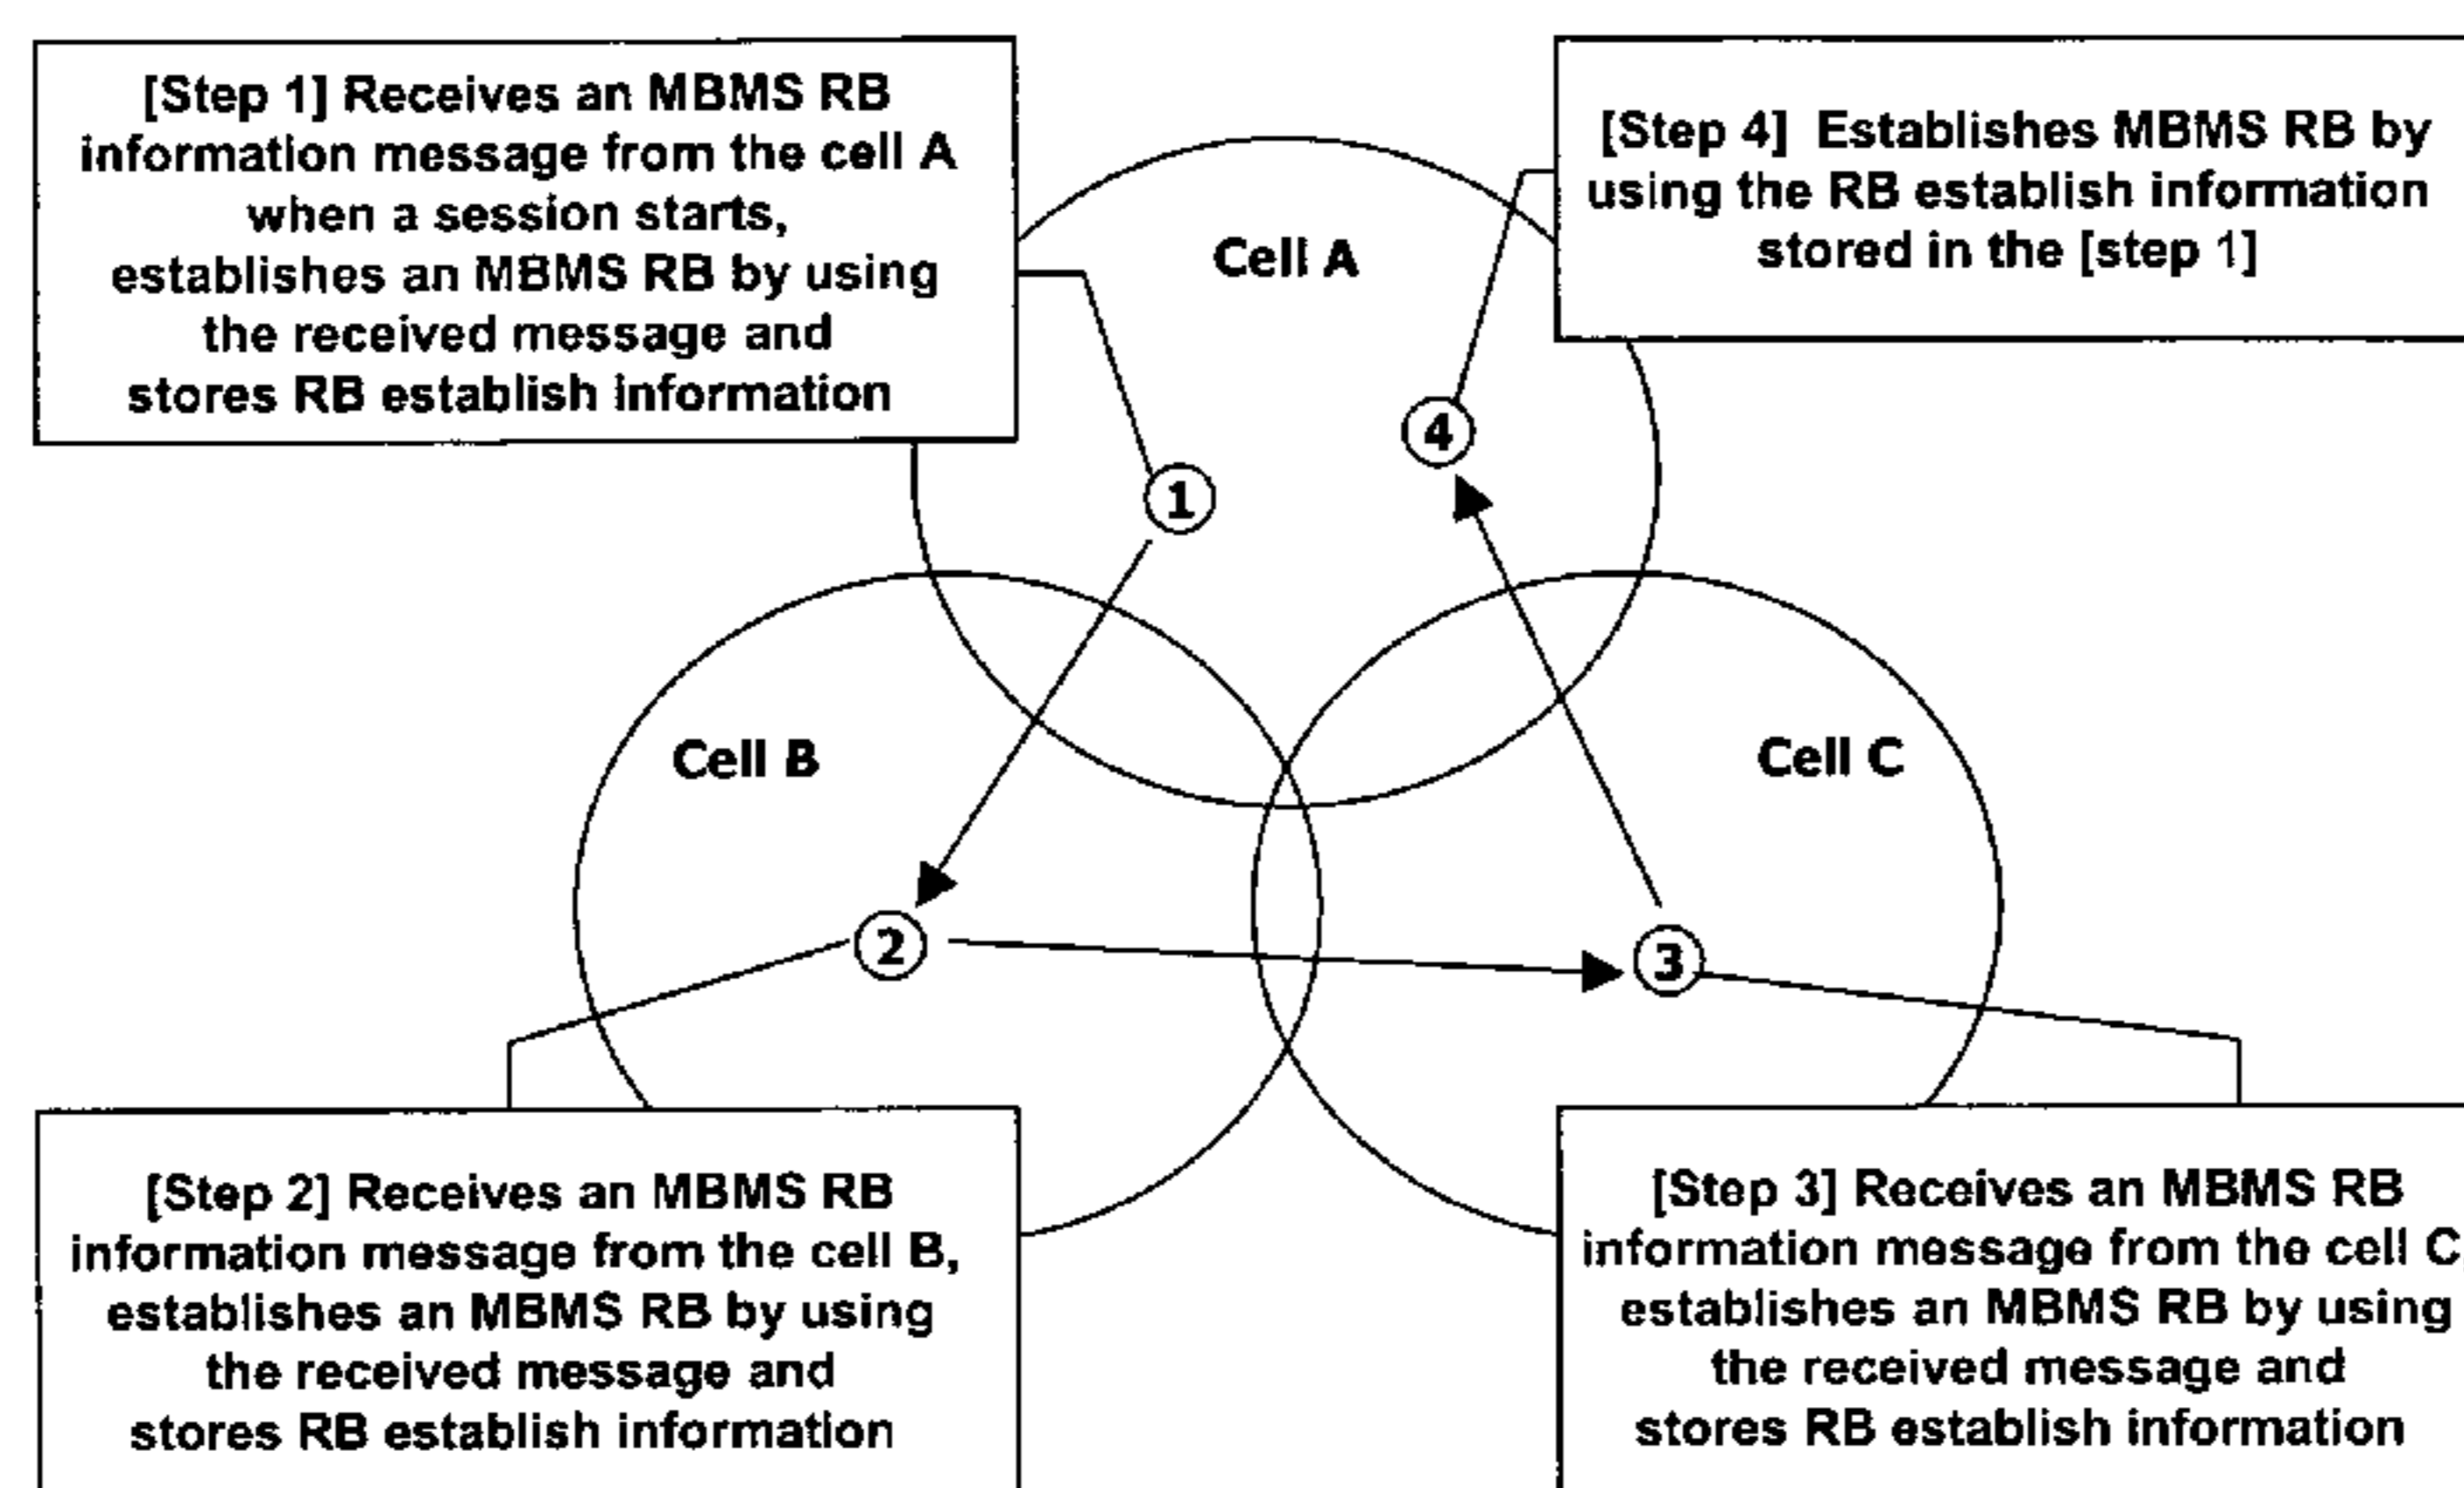 [Step 1] Receives an MBMS RB
information message from the cell A
when a session starts,
establishes an MBMS RB by using
the received message and
stores RB establish information
[Step 4] Establishes MBMS RB by
using the RB establish information
stored in the [step 1]
Cell A
4
1
Cell B
Cell C
2
3
[Step 2] Receives an MBMS RB
information message from the cell B,
establishes an MBMS RB by using
the received message and
stores RB establish information
[Step 3] Receives an MBMS RB
information message from the cell C,
establishes an MBMS RB by using
the received message and
stores RB establish information